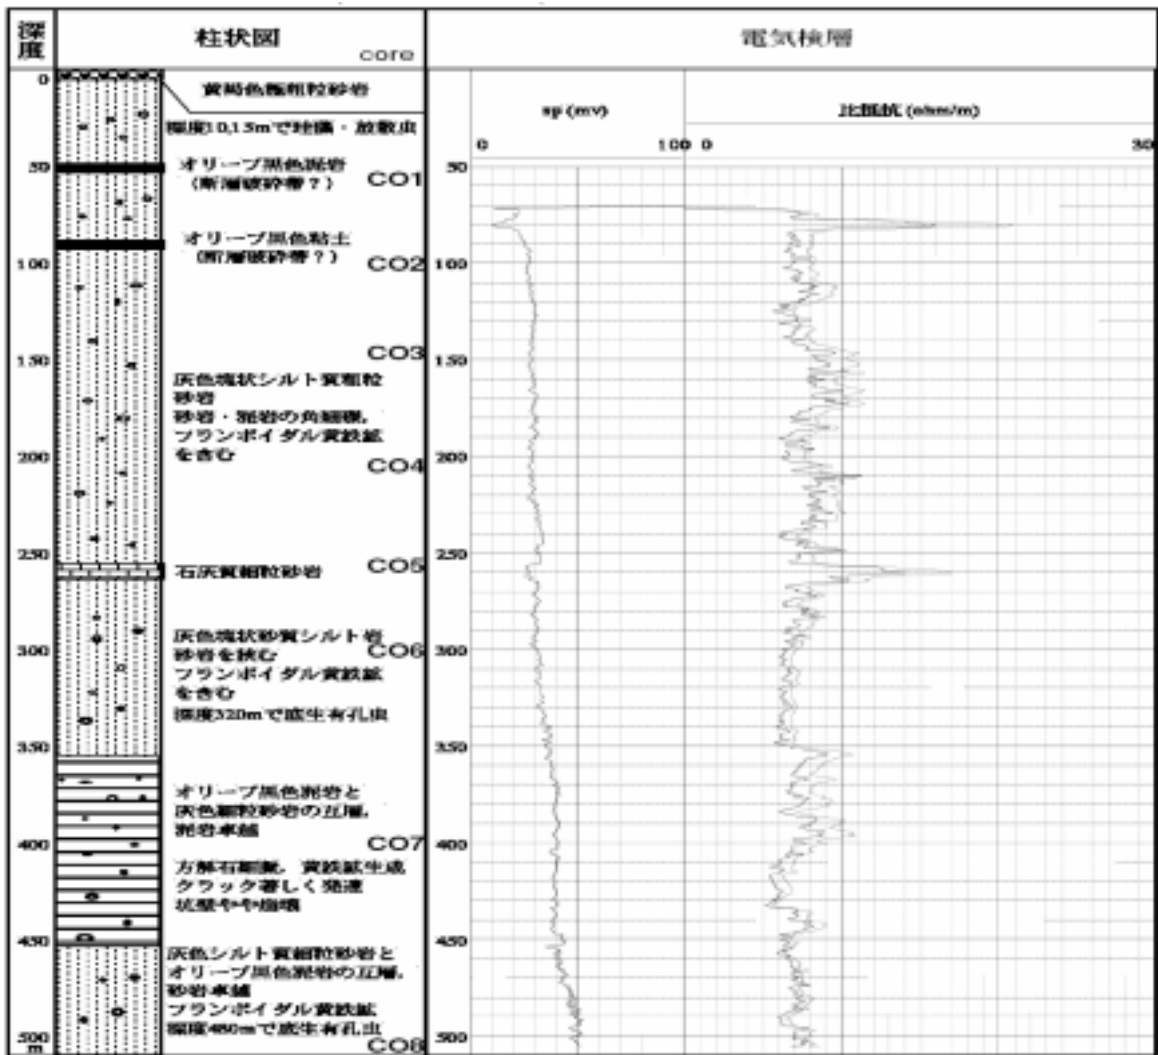 深度
柱状図
core
電気検層
黄褐色極粗粒砂岩
sp (mv)
比抵抗 (ohm/m)
0
深度10,15mで珪藻・放散虫
0
100 0
30
50
オリーブ黒色泥岩
(断層破砕帯?)
CO1
50
オリーブ黒色粘土
(断層破砕帯?)
CO2
100
100
CO3
150
150
灰色塊状シルト質粗粒
砂岩
砂岩・泥岩の角細礫,
フランボイダル黄鉄鉱
を含む
CO4
200
200
250
250
石灰質細粒砂岩
CO5
灰色塊状砂質シルト岩
砂岩を挟む
CO6
フランボイダル黄鉄鉱
を含む
深度320mで底生有孔虫
300
300
350
350
オリーブ黒色泥岩と
灰色細粒砂岩の互層,
泥岩卓越
CO7
400
400
方解石細脈, 黄鉄鉱生成
クラック著しく発達
坑壁やや崩壊
450
450
灰色シルト質細粒砂岩と
オリーブ黒色泥岩の互層,
砂岩卓越
フランボイダル黄鉄鉱
深度480mで底生有孔虫
CO8
500
m
500